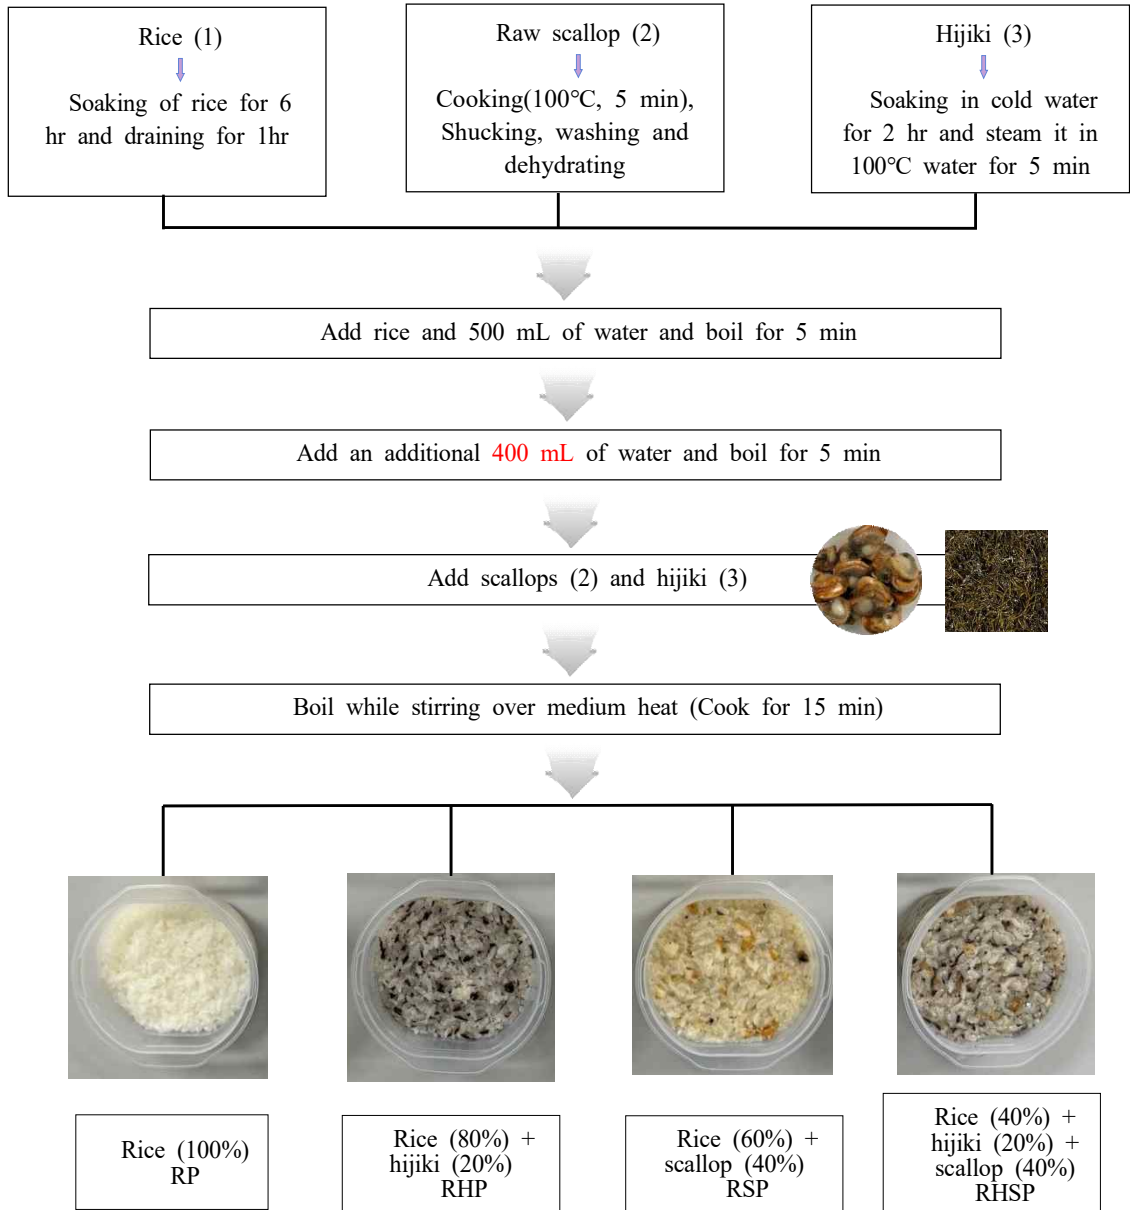 Rice (1)
Soaking of rice for 6
hr and draining for 1hr
Raw scallop (2)
Cooking(100℃, 5 min),
Shucking, washing and
dehydrating
Hijiki (3)
Soaking in cold water
for 2 hr and steam it in
100℃ water for 5 min
Add rice and 500 mL of water and boil for 5 min
Add an additional 400 mL of water and boil for 5 min
Add scallops (2) and hijiki (3)
Boil while stirring over medium heat (Cook for 15 min)
Rice (100%)
RP
Rice (80%) +
hijiki (20%)
RHP
Rice (60%) +
scallop (40%)
RSP
Rice (40%) +
hijiki (20%) +
scallop (40%)
RHSP